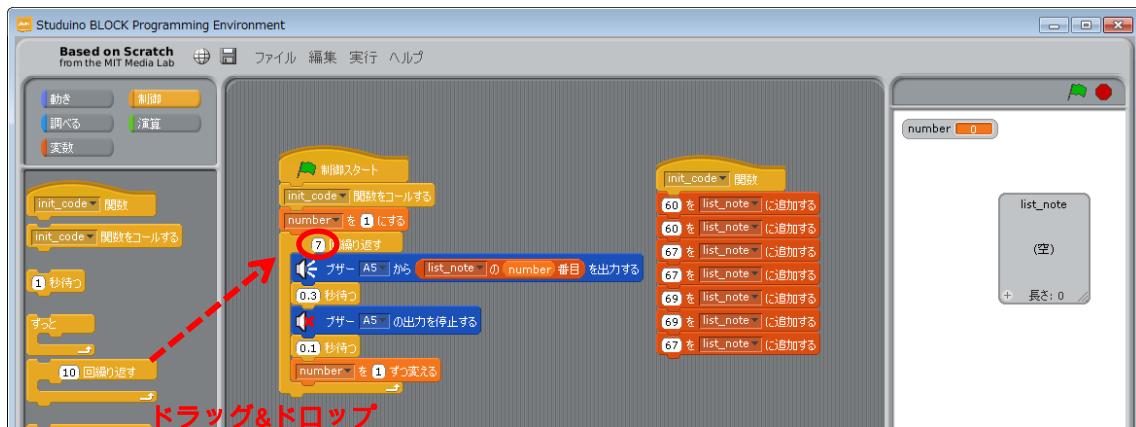 Studuino BLOCK Programming Environment
Based on Scratch
from the MIT Media Lab
ファイル 編集 実行 ヘルプ
動き 制御
調べる 演算
変数
init_code 関数
init_code 関数をコールする
1 秒待つ
ずっと
10 回繰り返す
ドラッグ&ドロップ
制御スタート
init_code 関数をコールする
number を 1 にする
7 回繰り返す
ブザー A5 から list_note の number 番目 を出力する
0.3 秒待つ
ブザー A5 の出力を停止する
0.1 秒待つ
number を 1 ずつ変える
init_code 関数
60 を list_note に追加する
60 を list_note に追加する
67 を list_note に追加する
67 を list_note に追加する
69 を list_note に追加する
69 を list_note に追加する
67 を list_note に追加する
number 0
list_note
(空)
+ 長さ: 0